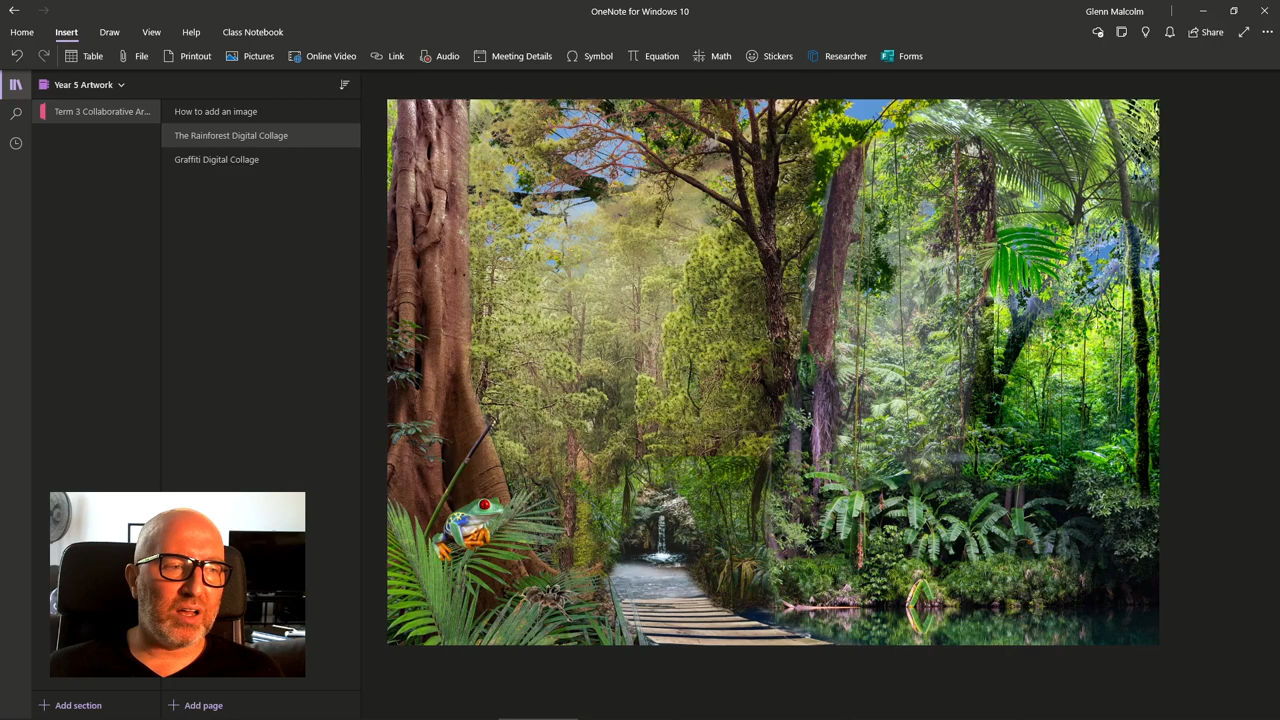 OneNote for Windows 10
Glenn Malcolm
Home Insert Draw View Help Class Notebook
Share
Table File Printout Pictures Online Video Link Audio Meeting Details Symbol Equation Math Stickers Researcher Forms
Year 5 Artwork
Term 3 Collaborative Ar...
How to add an image
The Rainforest Digital Collage
Graffiti Digital Collage
Add section
Add page